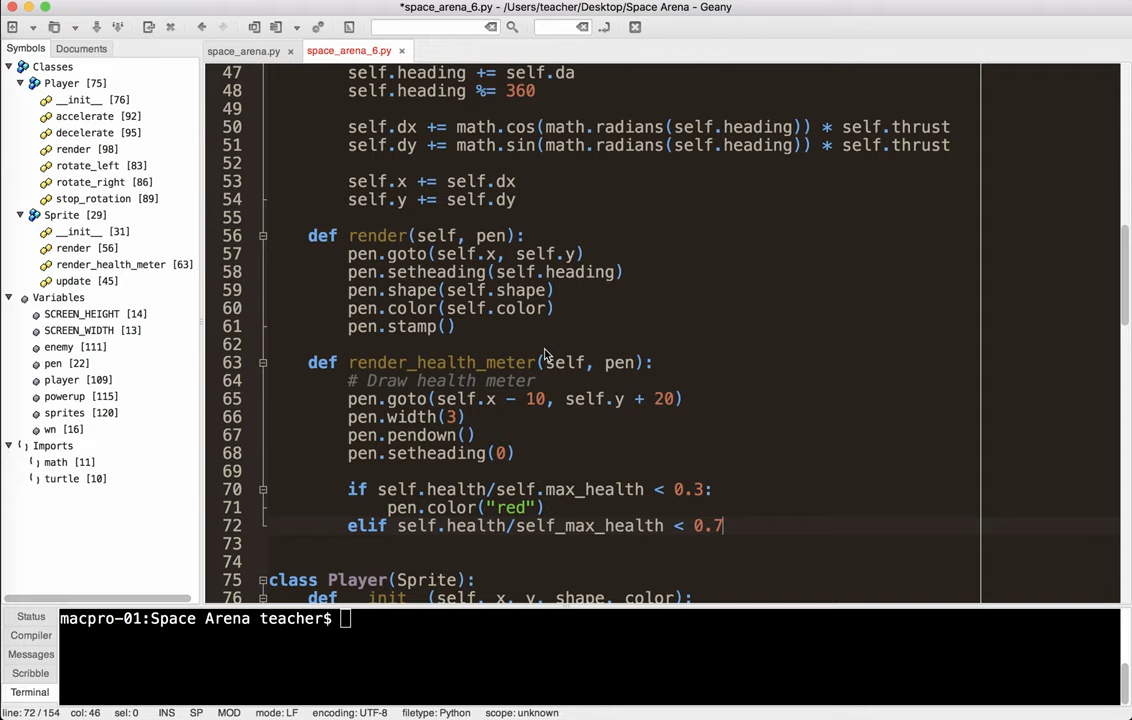 *space_arena_6.py - /Users/teacher/Desktop/Space Arena - Geany
Symbols Documents
space_arena.py × space_arena_6.py ×
Classes
Player [75]
__init__ [76]
accelerate [92]
decelerate [95]
render [98]
rotate_left [83]
rotate_right [86]
stop_rotation [89]
Sprite [29]
__init__ [31]
render [56]
render_health_meter [63]
update [45]
Variables
SCREEN_HEIGHT [14]
SCREEN_WIDTH [13]
enemy [111]
pen [22]
player [109]
powerup [115]
sprites [120]
wn [16]
Imports
math [11]
turtle [10]
47 self.heading += self.da
48 self.heading %= 360
49
50 self.dx += math.cos(math.radians(self.heading)) * self.thrust
51 self.dy += math.sin(math.radians(self.heading)) * self.thrust
52
53 self.x += self.dx
54 self.y += self.dy
55
56 def render(self, pen):
57 pen.goto(self.x, self.y)
58 pen.setheading(self.heading)
59 pen.shape(self.shape)
60 pen.color(self.color)
61 pen.stamp()
62
63 def render_health_meter(self, pen):
64 # Draw health meter
65 pen.goto(self.x - 10, self.y + 20)
66 pen.width(3)
67 pen.pendown()
68 pen.setheading(0)
69
70 if self.health/self.max_health < 0.3:
71 pen.color("red")
72 elif self.health/self_max_health < 0.7
73
74
75 class Player(Sprite):
76 def __init__(self, x, y, shape, color):
Status
Compiler
Messages
Scribble
Terminal
macpro-01:Space Arena teacher$
line: 72 / 154 col: 46 sel: 0 INS SP MOD mode: LF encoding: UTF-8 filetype: Python scope: unknown